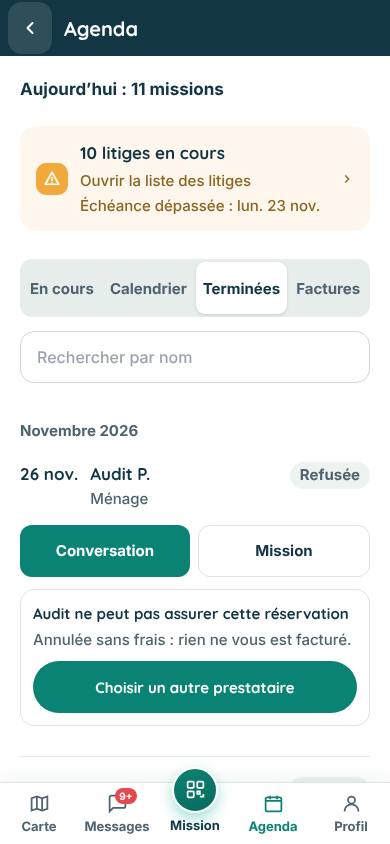 Agenda
Aujourd’hui : 11 missions
10 litiges en cours
Ouvrir la liste des litiges
Échéance dépassée : lun. 23 nov.
En cours
Calendrier
Terminées
Factures
Rechercher par nom
Novembre 2026
26 nov.
Audit P.
Refusée
Ménage
Conversation
Mission
Audit ne peut pas assurer cette réservation
Annulée sans frais : rien ne vous est facturé.
Choisir un autre prestataire
9+
Carte
Messages
Mission
Agenda
Profil